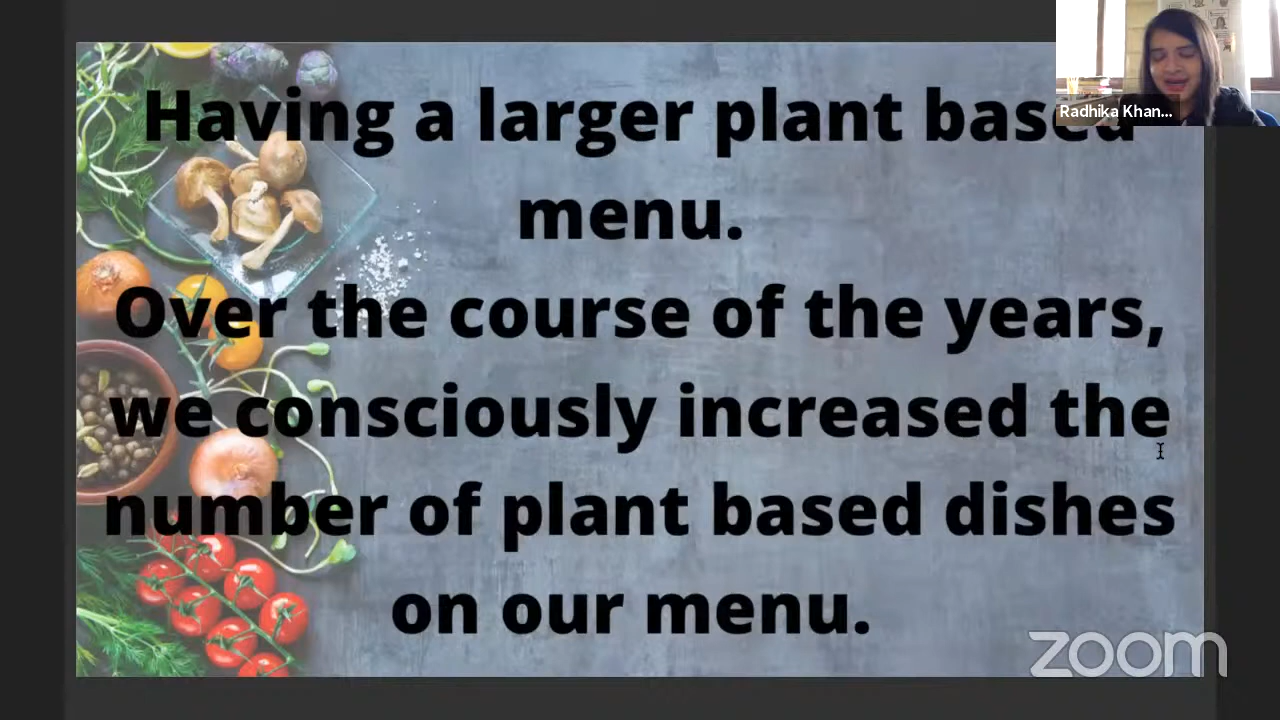 Radhika Khan...
Having a larger plant based
menu.
Over the course of the years,
we consciously increased the
number of plant based dishes
on our menu.
zoom